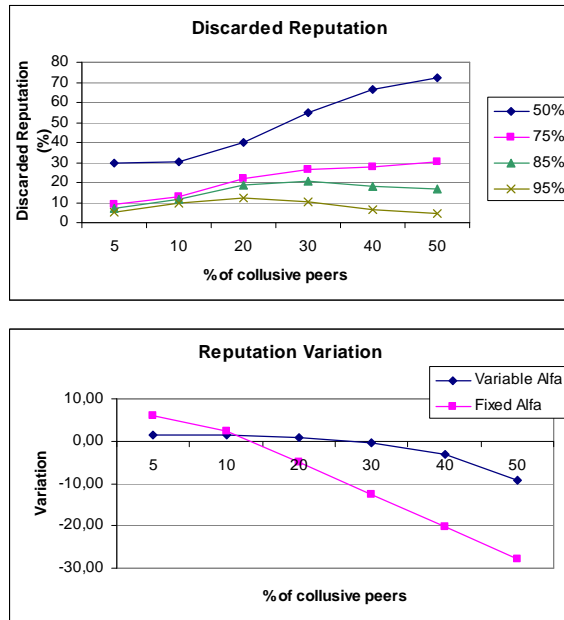 Discarded Reputation
Discarded Reputation
(%)
80
70
60
50
40
30
20
10
0
5 10 20 30 40 50
% of collusive peers
50%
75%
85%
95%
Reputation Variation
Variable Alfa
Fixed Alfa
Variation
10,00
0,00
-10,00
-20,00
-30,00
5 10 20 30 40 50
% of collusive peers